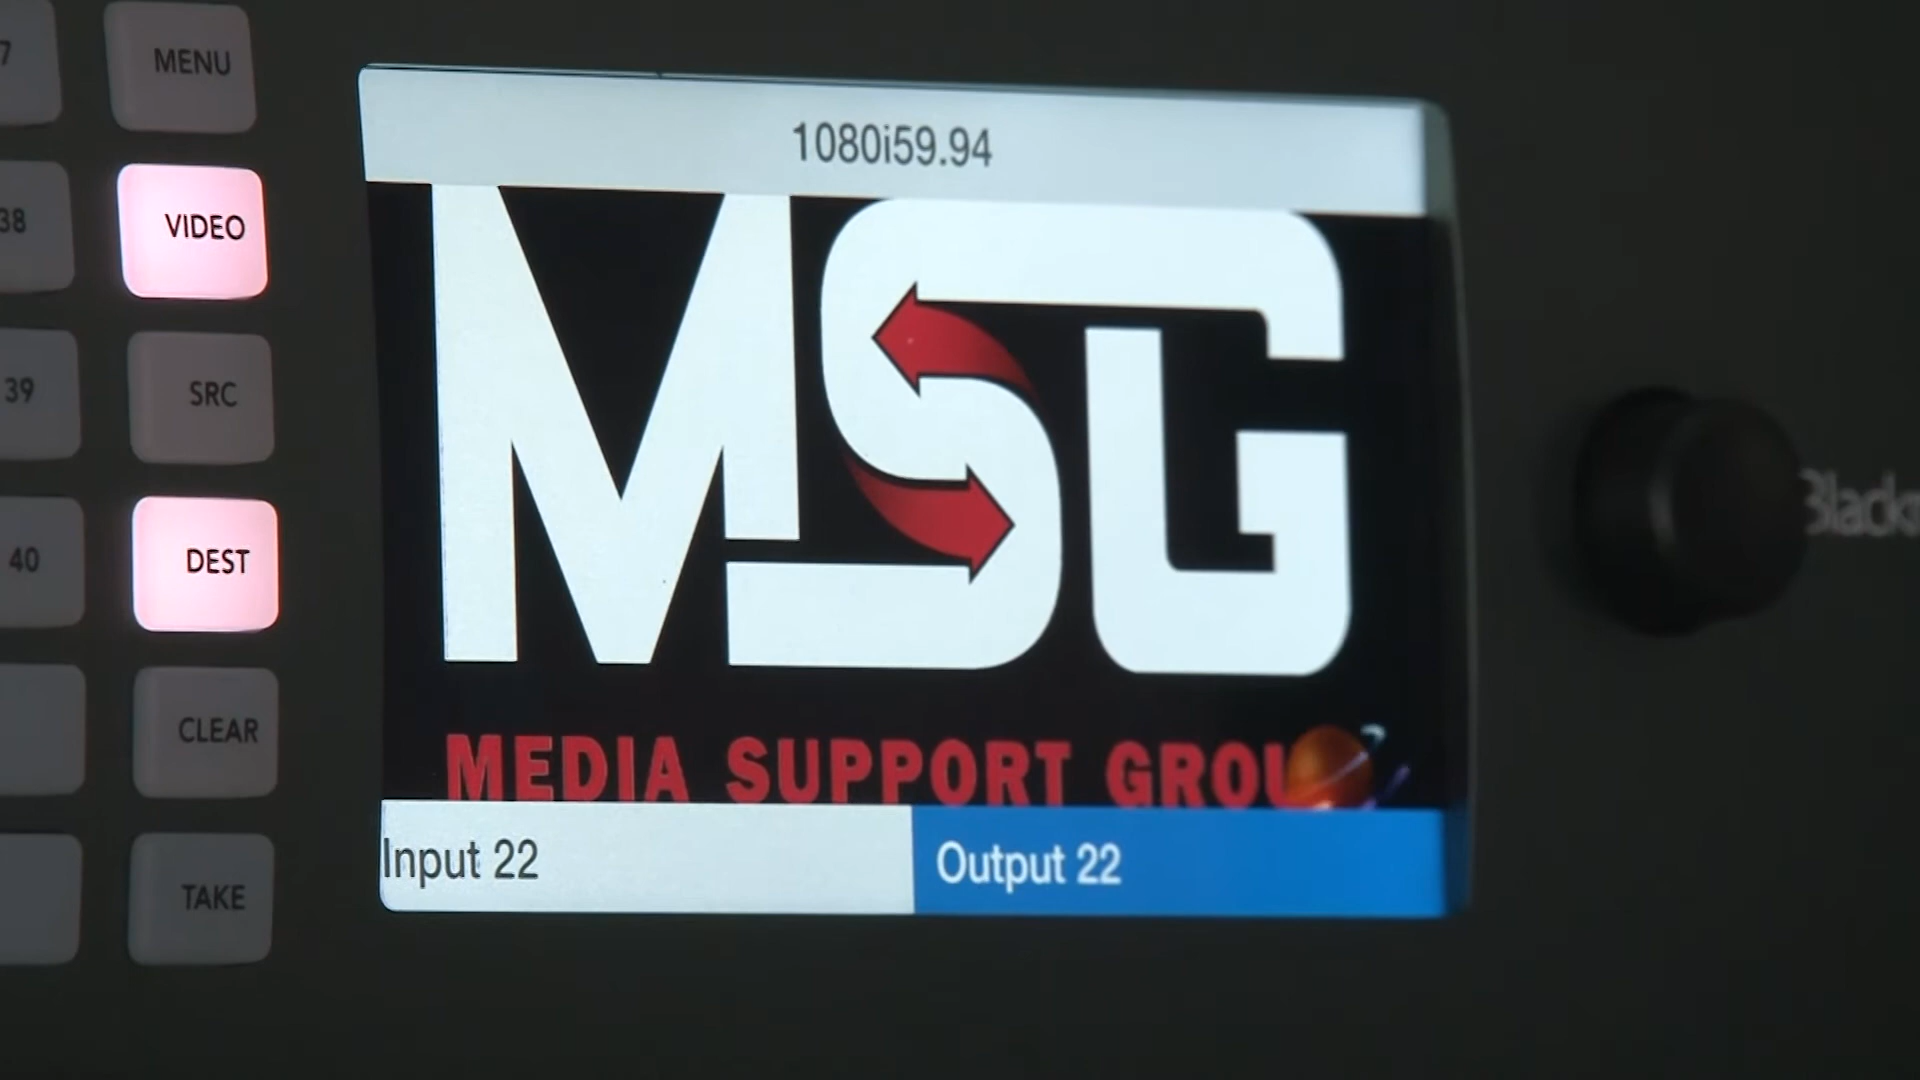 7
MENU
38
VIDEO
39
SRC
40
DEST
CLEAR
TAKE
1080i59.94
MSG
MEDIA SUPPORT GROU
Input 22
Output 22